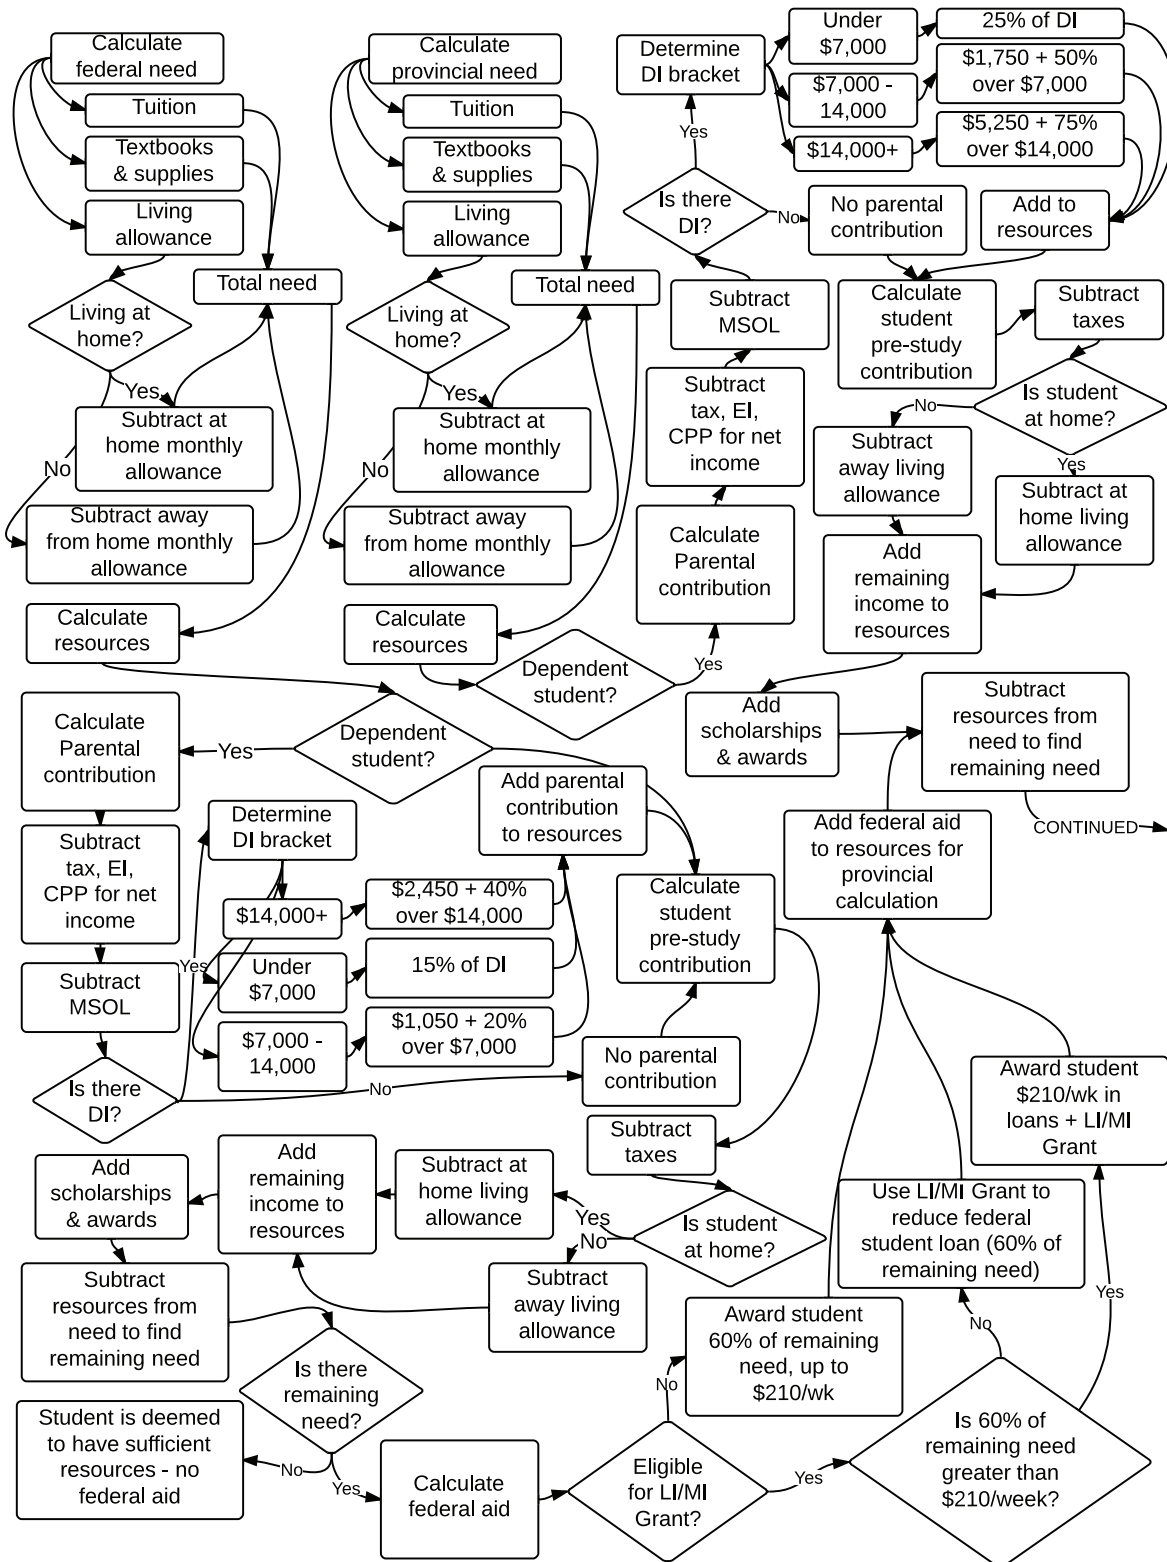 Calculate
federal need
Tuition
Textbooks
& supplies
Living
allowance
Total need
Living at
home?
Yes
Subtract at
home monthly
allowance
No
Subtract away
from home monthly
allowance
Calculate
resources
Calculate
provincial need
Tuition
Textbooks
& supplies
Living
allowance
Total need
Living at
home?
Yes
Subtract at
home monthly
allowance
No
Subtract away
from home monthly
allowance
Calculate
resources
Dependent
student?
Yes
Calculate
Parental
contribution
Subtract
tax, EI,
CPP for net
income
Subtract
MSOL
Is there
DI?
Yes
No
Determine
DI bracket
Under
$7,000
$7,000 -
14,000
$14,000+
25% of DI
$1,750 + 50%
over $7,000
$5,250 + 75%
over $14,000
No parental
contribution
Add to
resources
Calculate
student
pre-study
contribution
Subtract
taxes
Is student
at home?
No
Yes
Subtract
away living
allowance
Subtract at
home living
allowance
Add
remaining
income to
resources
Add
scholarships
& awards
Subtract
resources from
need to find
remaining need
CONTINUED
Dependent
student?
Yes
Calculate
Parental
contribution
Subtract
tax, EI,
CPP for net
income
Subtract
MSOL
Is there
DI?
Yes
No
Determine
DI bracket
$14,000+
Under
$7,000
$7,000 -
14,000
$2,450 + 40%
over $14,000
15% of DI
$1,050 + 20%
over $7,000
Add parental
contribution
to resources
Calculate
student
pre-study
contribution
No parental
contribution
Subtract
taxes
Is student
at home?
Yes
No
Subtract at
home living
allowance
Subtract
away living
allowance
Add
remaining
income to
resources
Add
scholarships
& awards
Subtract
resources from
need to find
remaining need
Is there
remaining
need?
No
Yes
Student is deemed
to have sufficient
resources - no
federal aid
Calculate
federal aid
Eligible
for LI/MI
Grant?
No
Yes
Award student
60% of remaining
need, up to
$210/wk
Is 60% of
remaining need
greater than
$210/week?
No
Yes
Use LI/MI Grant to
reduce federal
student loan (60% of
remaining need)
Award student
$210/wk in
loans + LI/MI
Grant
Add federal aid
to resources for
provincial
calculation